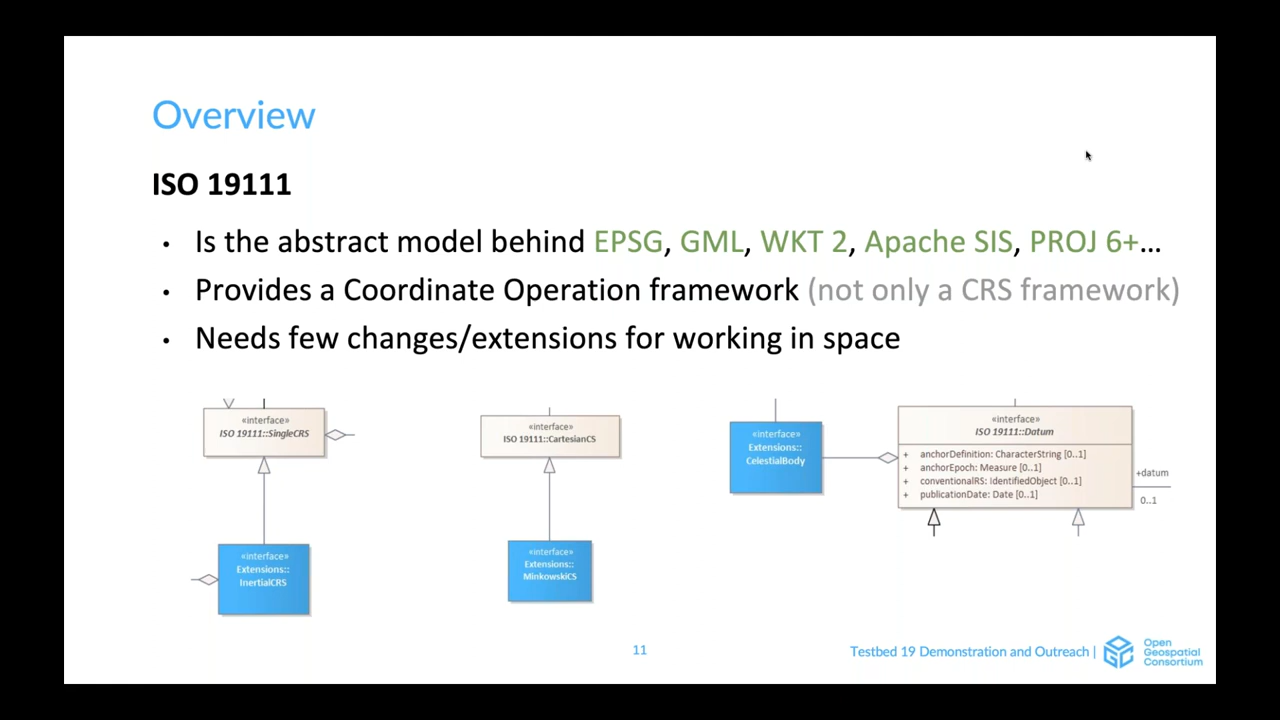 Overview
ISO 19111
• Is the abstract model behind EPSG, GML, WKT 2, Apache SIS, PROJ 6+...
• Provides a Coordinate Operation framework (not only a CRS framework)
• Needs few changes/extensions for working in space
«interface»
ISO 19111::SingleCRS
«interface»
Extensions::
InertialCRS
«interface»
ISO 19111::CartesianCS
«interface»
Extensions::
MinkowskiCS
«interface»
Extensions::
CelestialBody
«interface»
ISO 19111::Datum
+ anchorDefinition: CharacterString [0..1]
+ anchorEpoch: Measure [0..1]
+ conventionalRS: IdentifiedObject [0..1]
+ publicationDate: Date [0..1]
+datum
0..1
11
Testbed 19 Demonstration and Outreach |
Open
Geospatial
Consortium